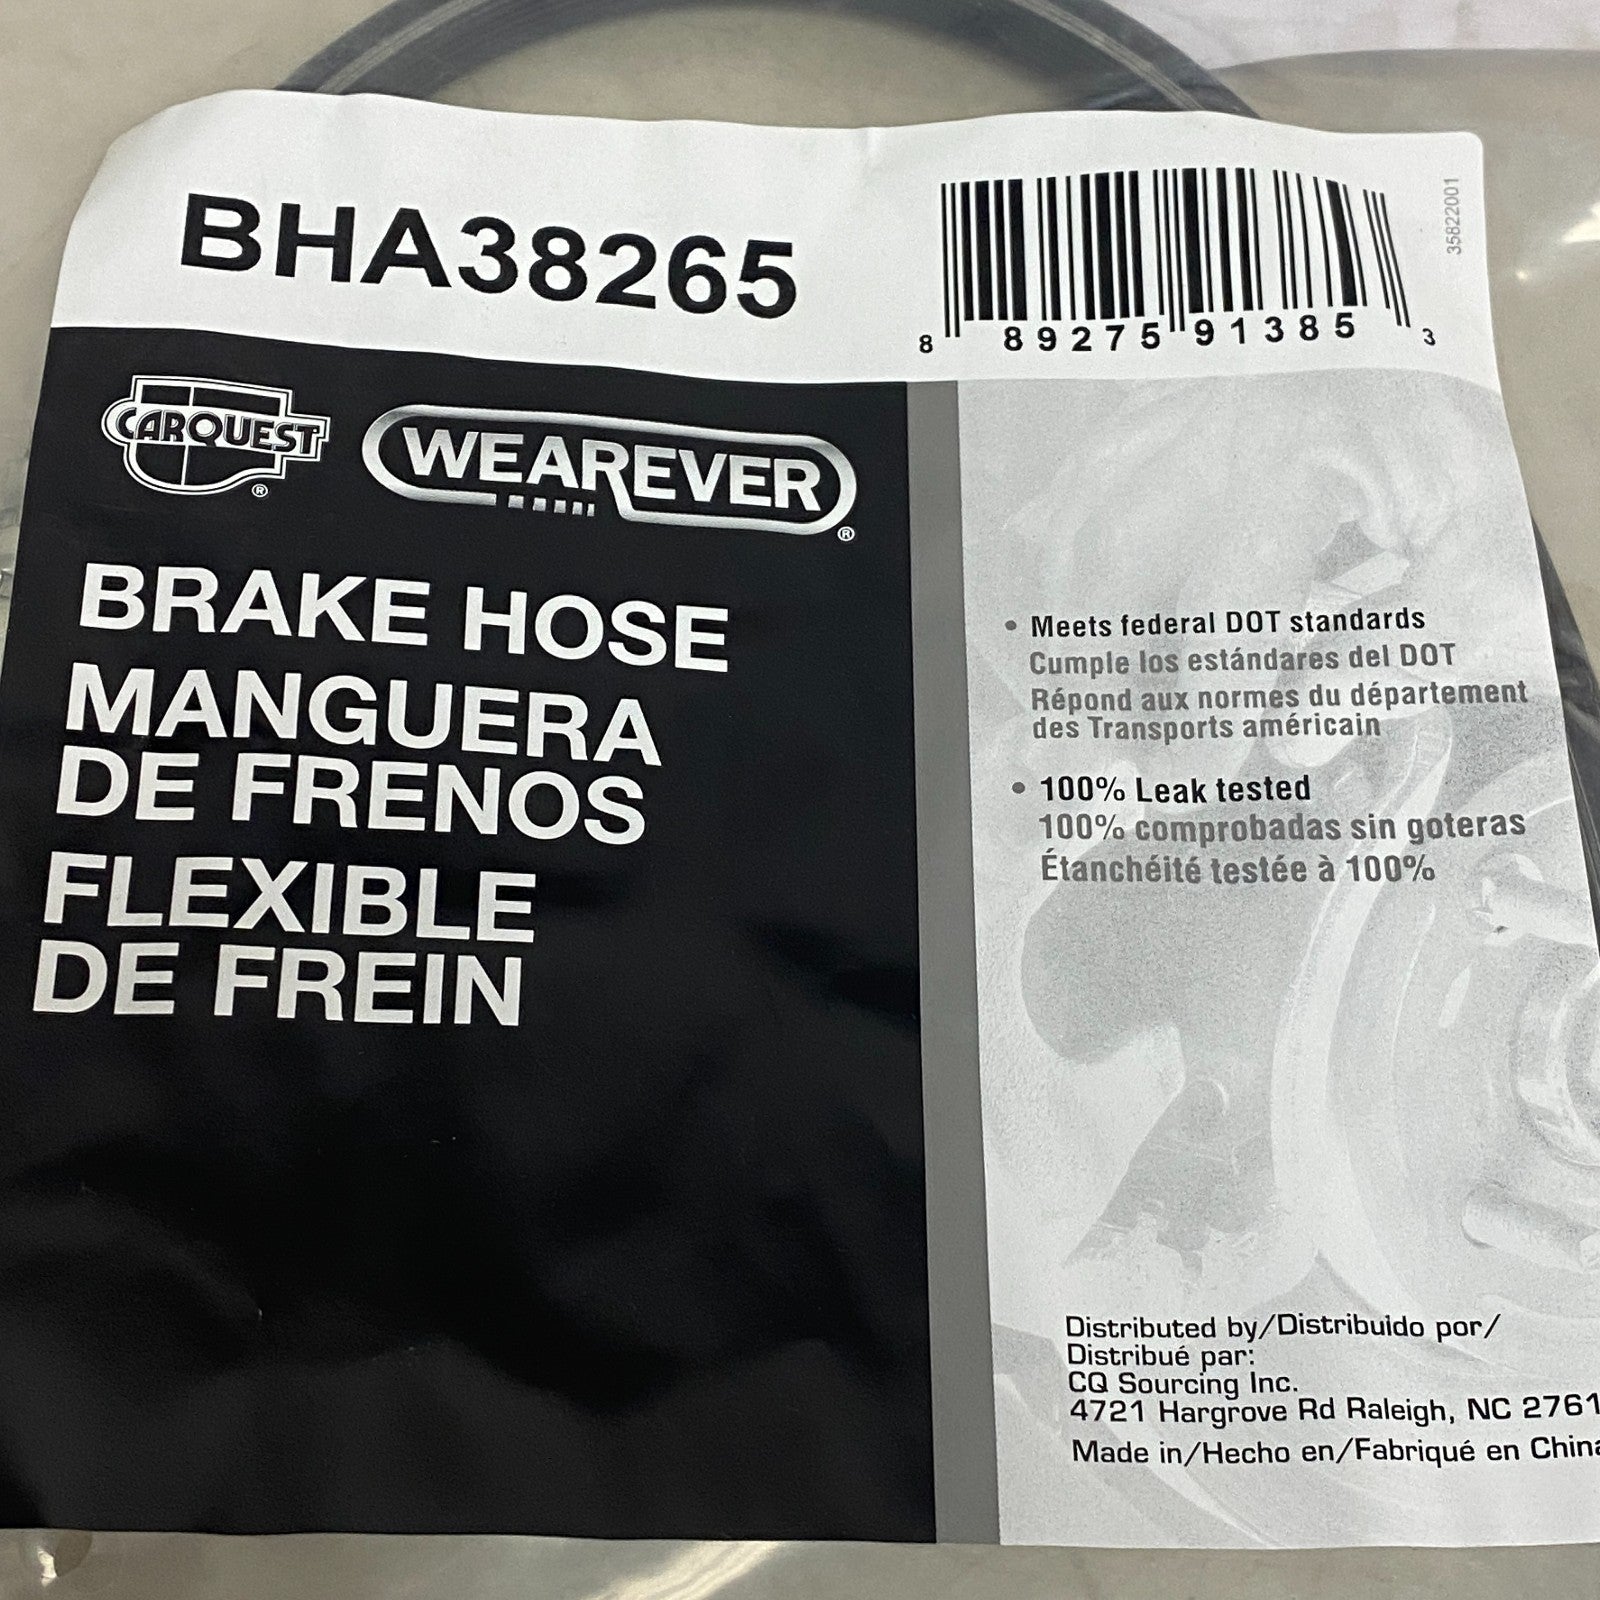 BHA38265
8 89275 91385 3
35822001
CARQUEST®
WEAREVER®
BRAKE HOSE
MANGUERA
DE FRENOS
FLEXIBLE
DE FREIN
• Meets federal DOT standards
Cumple los estándares del DOT
Répond aux normes du département
des Transports américain
• 100% Leak tested
100% comprobadas sin goteras
Étanchéité testée à 100%
Distributed by/Distribuido por/
Distribué par:
CQ Sourcing Inc.
4721 Hargrove Rd Raleigh, NC 2761
Made in/Hecho en/Fabriqué en China